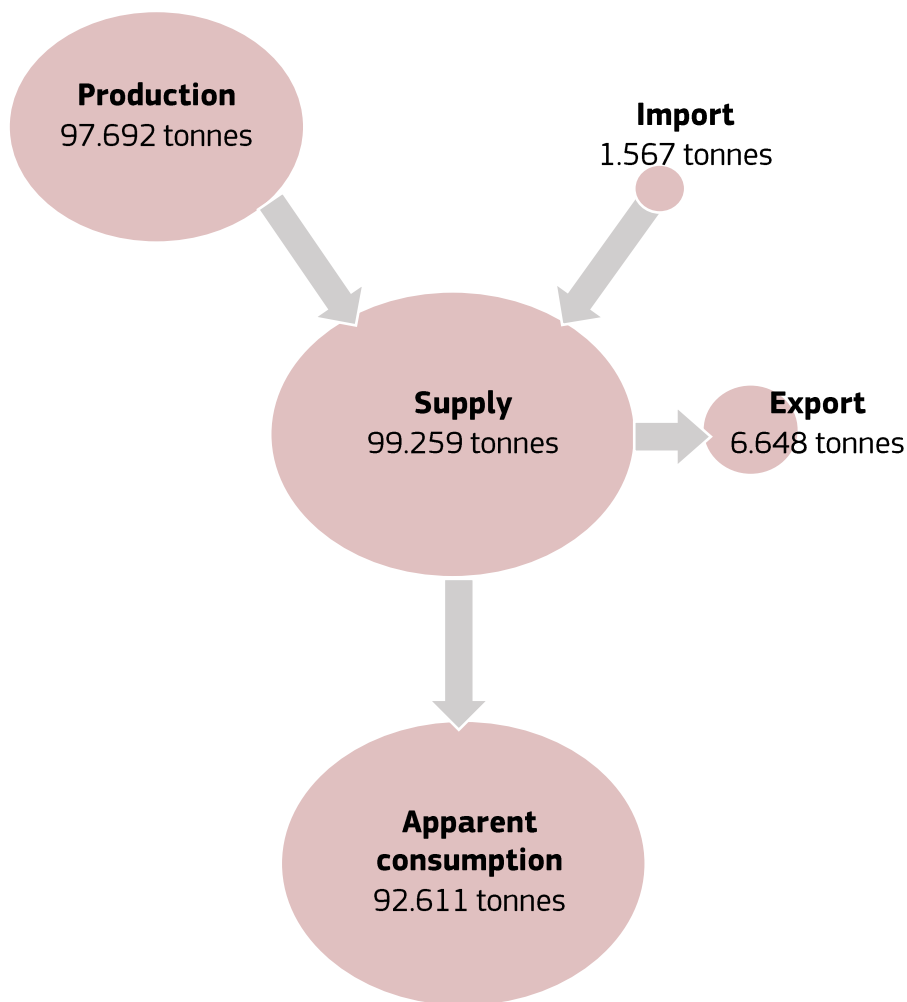 Production
97.692 tonnes
Import
1.567 tonnes
Supply
99.259 tonnes
Export
6.648 tonnes
Apparent
consumption
92.611 tonnes